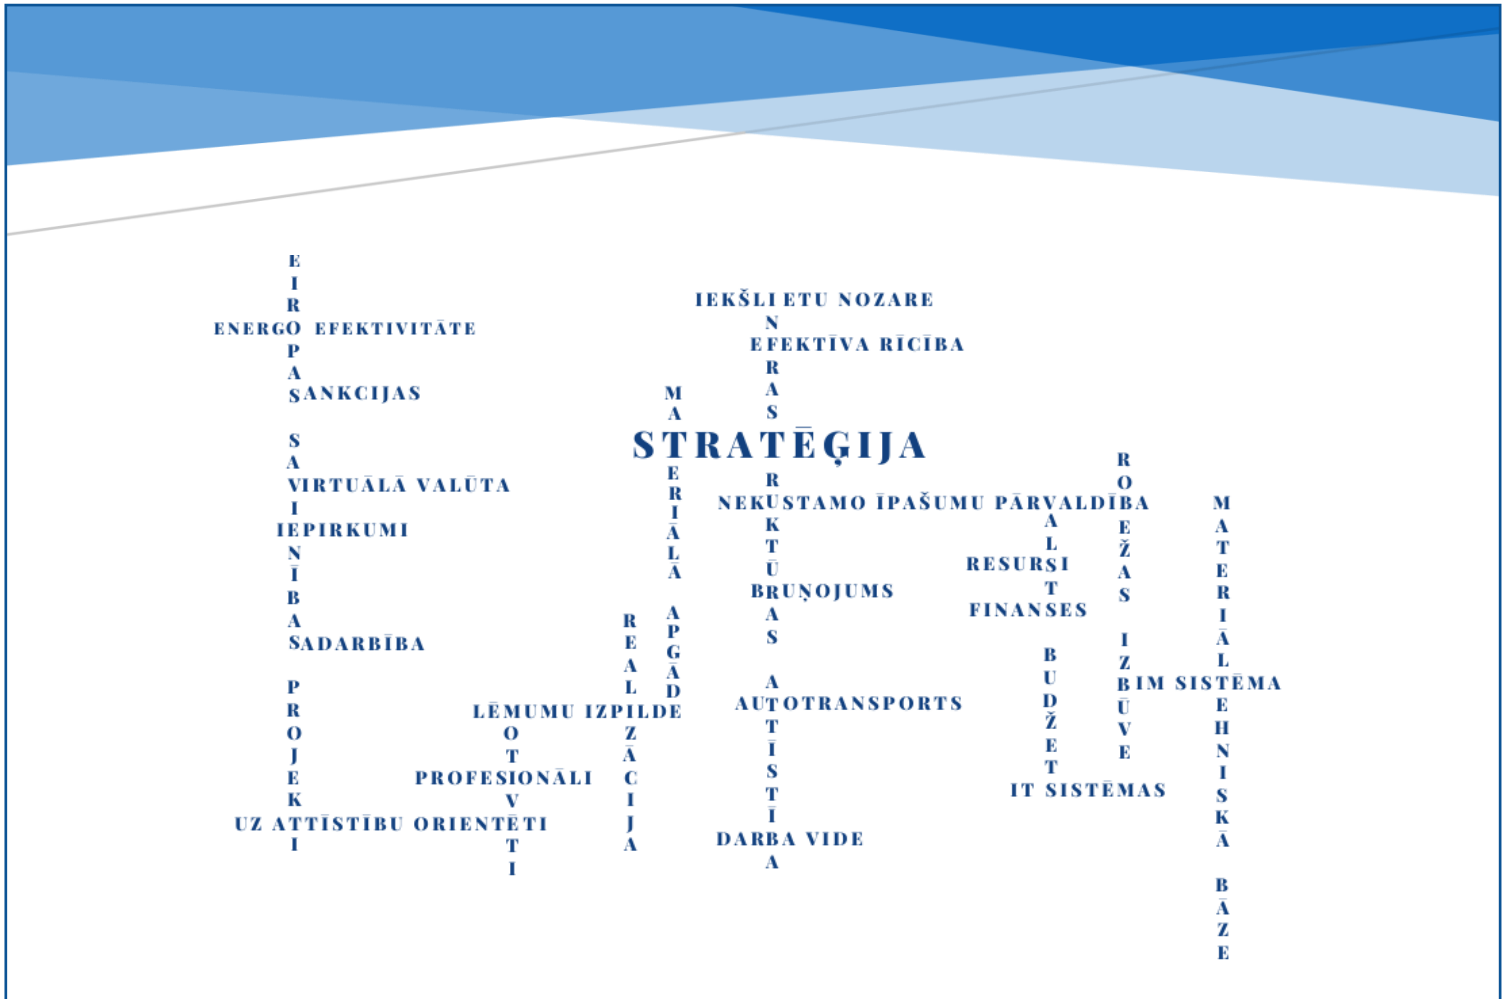 EIROPAS SAVIENĪBAS PROJEKTI
ENERGOEFEKTIVITĀTE
SANKCIJAS
VIRTUĀLĀ VALŪTA
IEPIRKUMI
SADARBĪBA
UZ ATTĪSTĪBU ORIENTĒTI
PROFESIONĀLI
MOTIVĒTI
LĒMUMU IZPILDE
REALIZĀCIJA
MATERIĀLĀ APGĀDE
STRATĒĢIJA
IEKŠLIETU NOZARE
INFRASTRUKTŪRAS ATTĪSTĪBA
EFEKTĪVA RĪCĪBA
NEKUSTAMO ĪPAŠUMU PĀRVALDĪBA
BRUŅOJUMS
AUTOTRANSPORTS
DARBA VIDE
VALSTS BUDŽETS
RESURSI
FINANSES
IT SISTĒMAS
ROBEŽAS IZBŪVE
BIM SISTĒMA
MATERIĀLTEHNISKĀ BĀZE